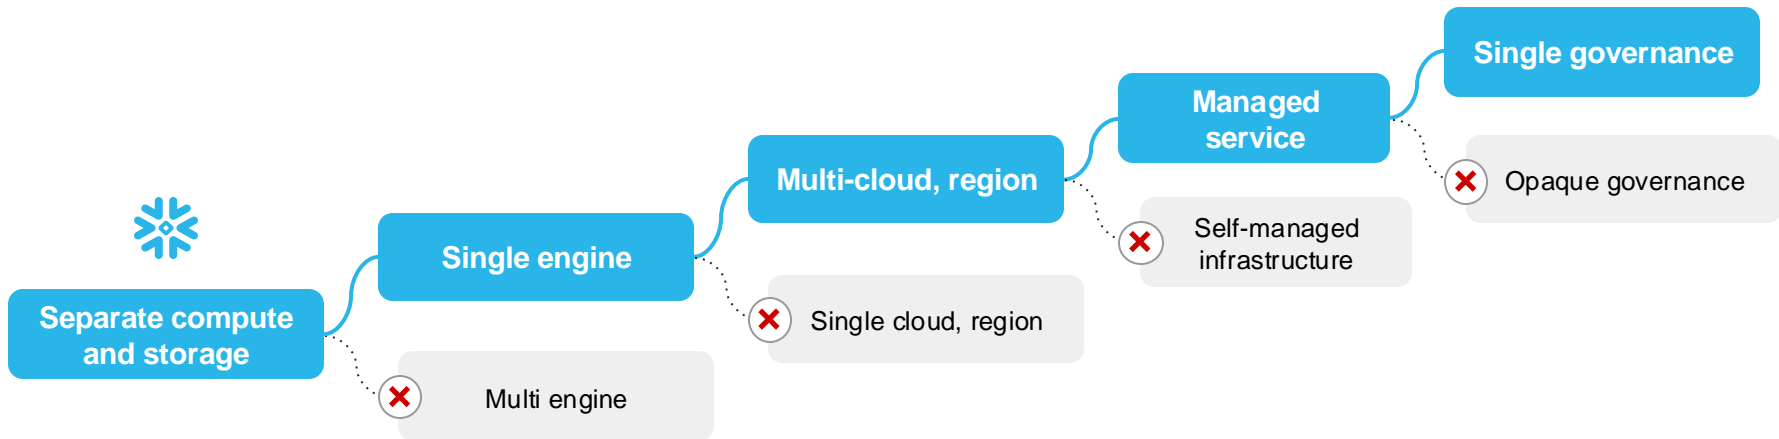 Single governance
Managed
service
Opaque governance
Multi-cloud, region
Self-managed
infrastructure
Single engine
Single cloud, region
Separate compute
and storage
Multi engine